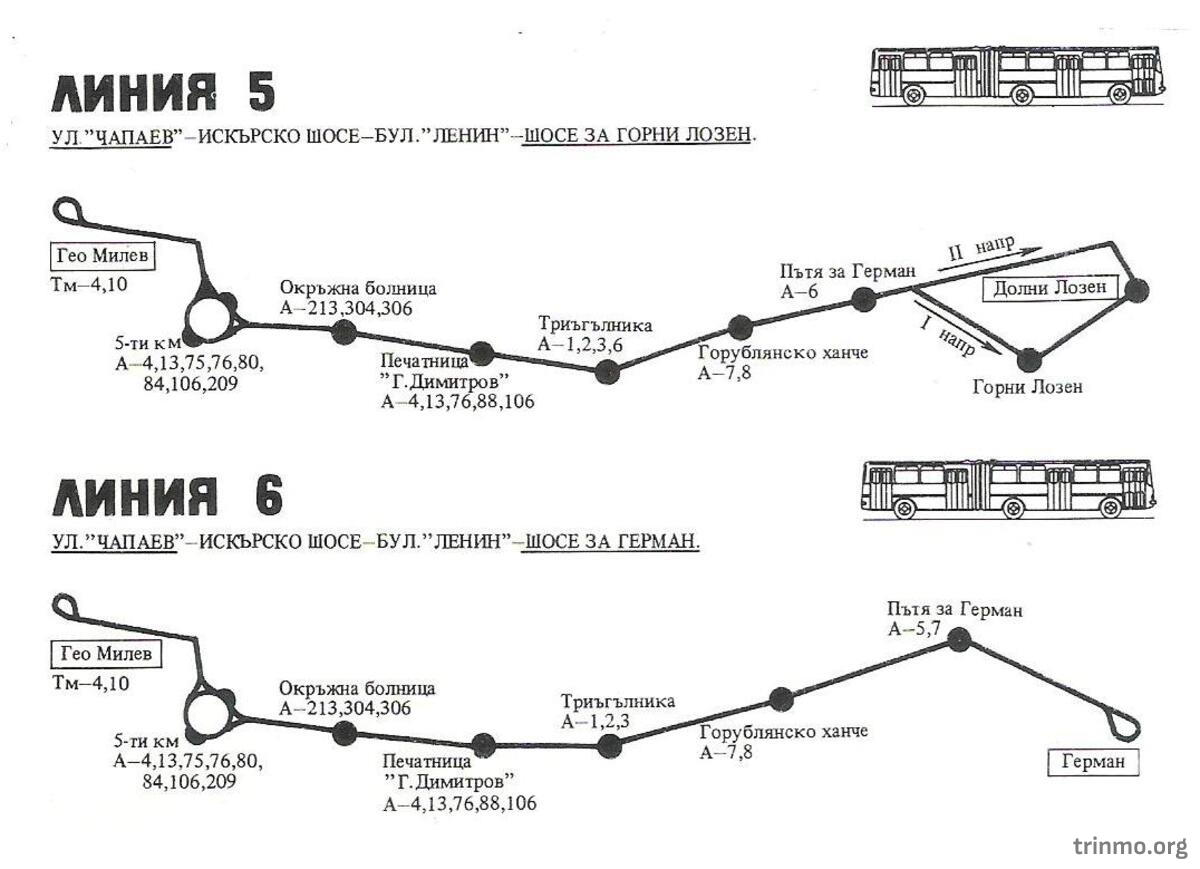 ЛИНИЯ 5
УЛ."ЧАПАЕВ"–ИСКЪРСКО ШОСЕ–БУЛ."ЛЕНИН"–ШОСЕ ЗА ГОРНИ ЛОЗЕН.
Гео Милев
Тм–4,10
5-ти км
А–4,13,75,76,80,
84,106,209
Окръжна болница
А–213,304,306
Печатница
"Г.Димитров"
А–4,13,76,88,106
Триъгълника
А–1,2,3,6
Горублянско ханче
А–7,8
Пътя за Герман
А–6
II напр
I напр
Долни Лозен
Горни Лозен
ЛИНИЯ 6
УЛ."ЧАПАЕВ"–ИСКЪРСКО ШОСЕ–БУЛ."ЛЕНИН"–ШОСЕ ЗА ГЕРМАН.
Гео Милев
Тм–4,10
5-ти км
А–4,13,75,76,80,
84,106,209
Окръжна болница
А–213,304,306
Печатница
"Г.Димитров"
А–4,13,76,88,106
Триъгълника
А–1,2,3
Горублянско ханче
А–7,8
Пътя за Герман
А–5,7
Герман
trinmo.org